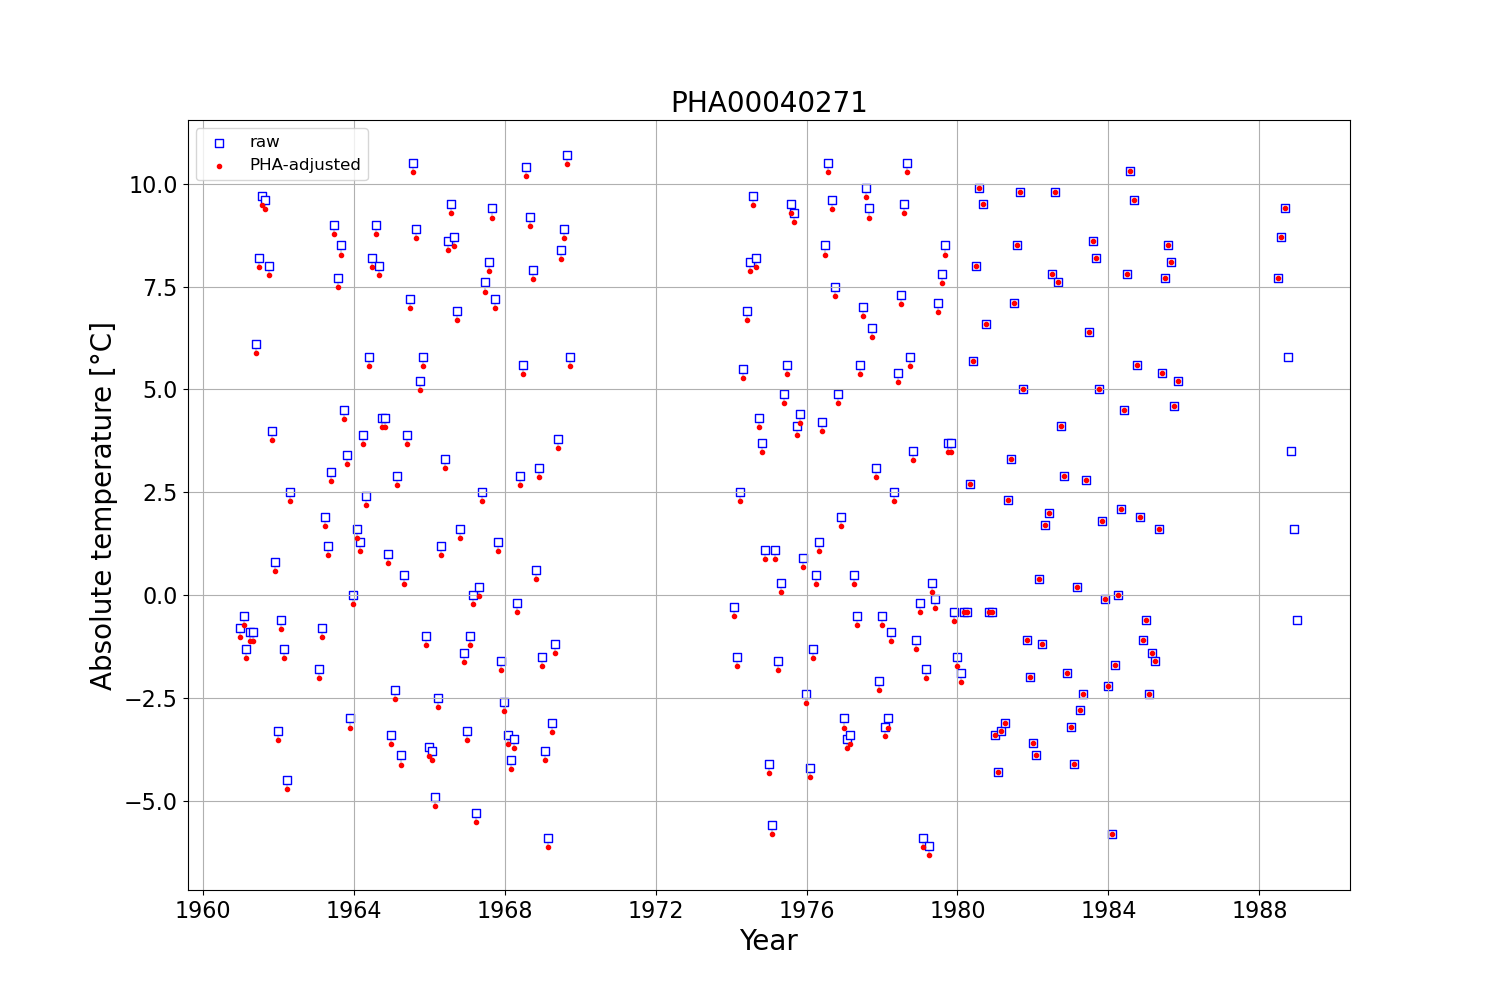 PHA00040271
raw
PHA-adjusted
10.0
7.5
5.0
2.5
0.0
−2.5
−5.0
Absolute temperature [°C]
1960 1964 1968 1972 1976 1980 1984 1988
Year